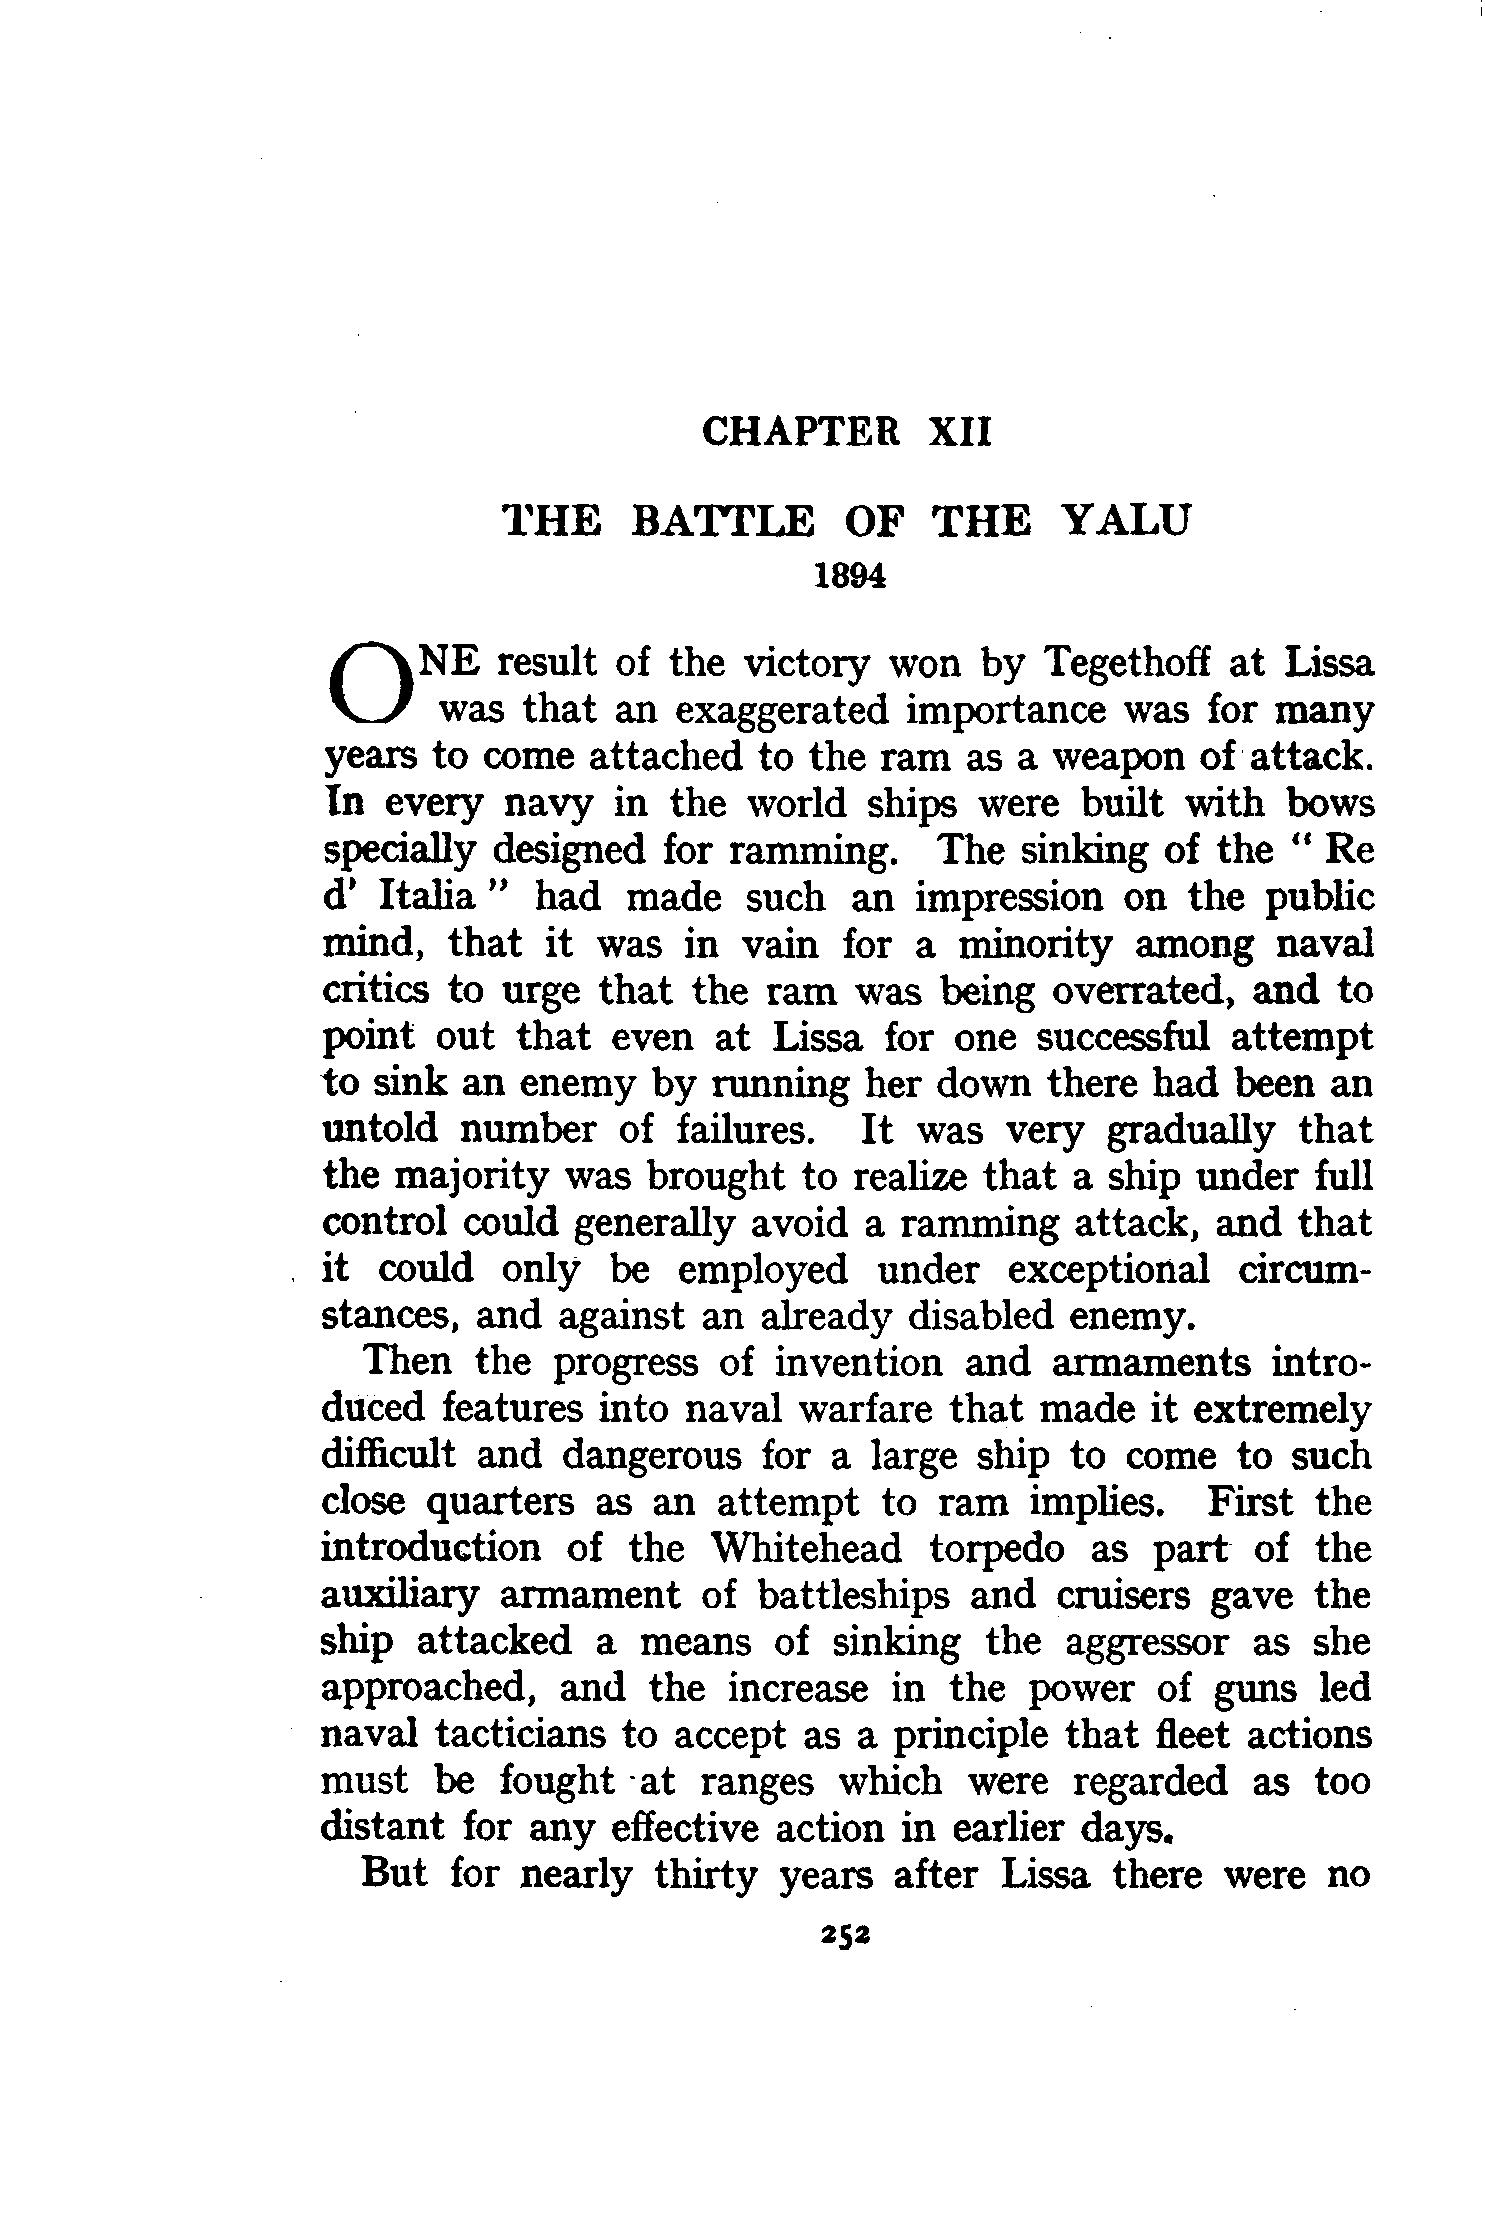 CHAPTER XII
THE BATTLE OF THE YALU
1894
ONE result of the victory won by Tegethoff at Lissa
was that an exaggerated importance was for many
years to come attached to the ram as a weapon of attack.
In every navy in the world ships were built with bows
specially designed for ramming. The sinking of the “ Re
d' Italia ” had made such an impression on the public
mind, that it was in vain for a minority among naval
critics to urge that the ram was being overrated, and to
point out that even at Lissa for one successful attempt
to sink an enemy by running her down there had been an
untold number of failures. It was very gradually that
the majority was brought to realize that a ship under full
control could generally avoid a ramming attack, and that
it could only be employed under exceptional circum-
stances, and against an already disabled enemy.
Then the progress of invention and armaments intro-
duced features into naval warfare that made it extremely
difficult and dangerous for a large ship to come to such
close quarters as an attempt to ram implies. First the
introduction of the Whitehead torpedo as part of the
auxiliary armament of battleships and cruisers gave the
ship attacked a means of sinking the aggressor as she
approached, and the increase in the power of guns led
naval tacticians to accept as a principle that fleet actions
must be fought at ranges which were regarded as too
distant for any effective action in earlier days.
But for nearly thirty years after Lissa there were no
252